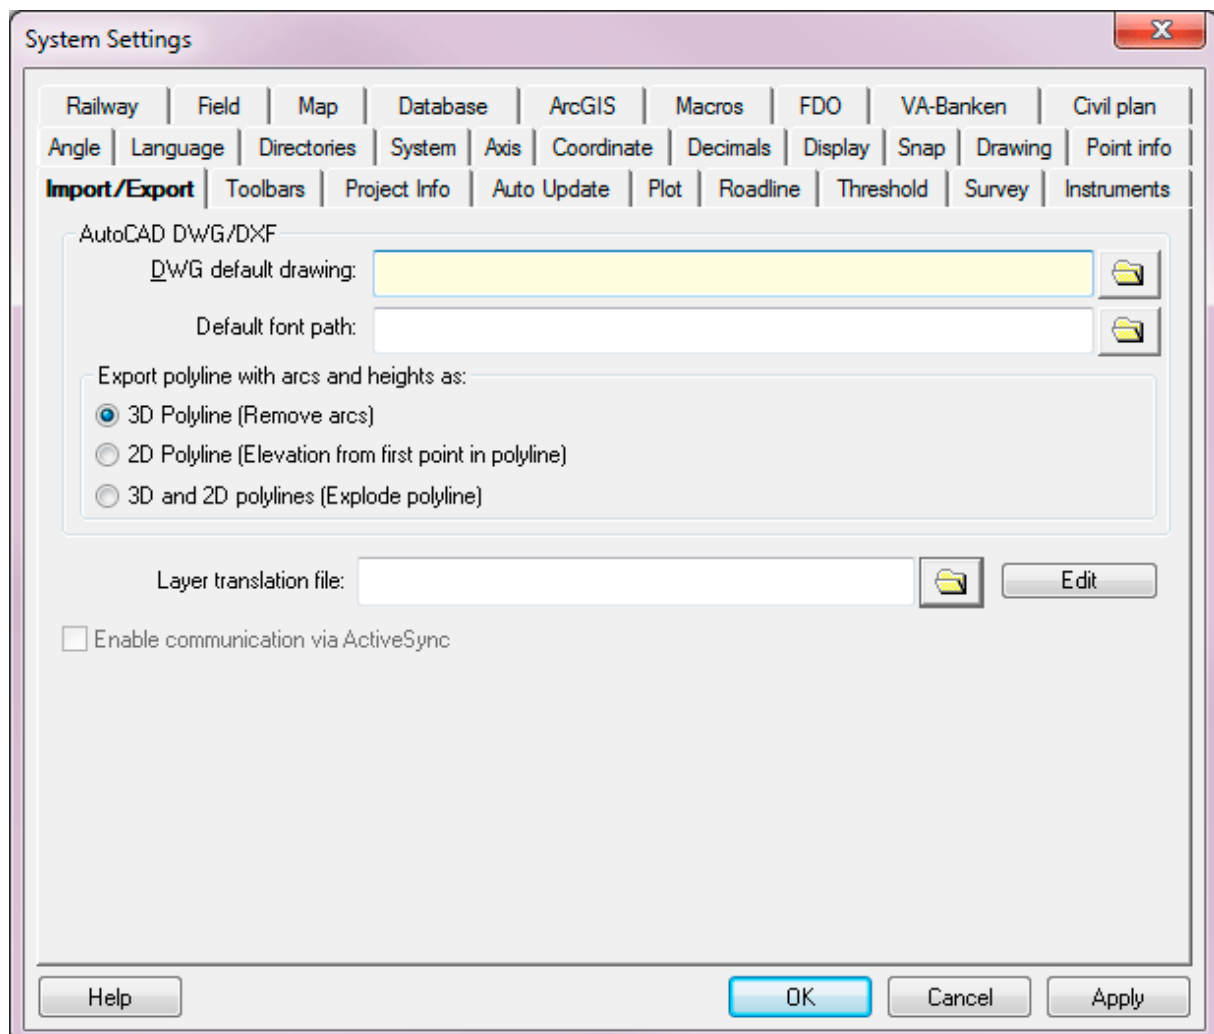 System Settings
Railway Field Map Database ArcGIS Macros FDO VA-Banken Civil plan
Angle Language Directories System Axis Coordinate Decimals Display Snap Drawing Point info
Import/Export Toolbars Project Info Auto Update Plot Roadline Threshold Survey Instruments
AutoCAD DWG/DXF
DWG default drawing:
Default font path:
Export polyline with arcs and heights as:
3D Polyline (Remove arcs)
2D Polyline (Elevation from first point in polyline)
3D and 2D polylines (Explode polyline)
Layer translation file: Edit
Enable communication via ActiveSync
Help OK Cancel Apply